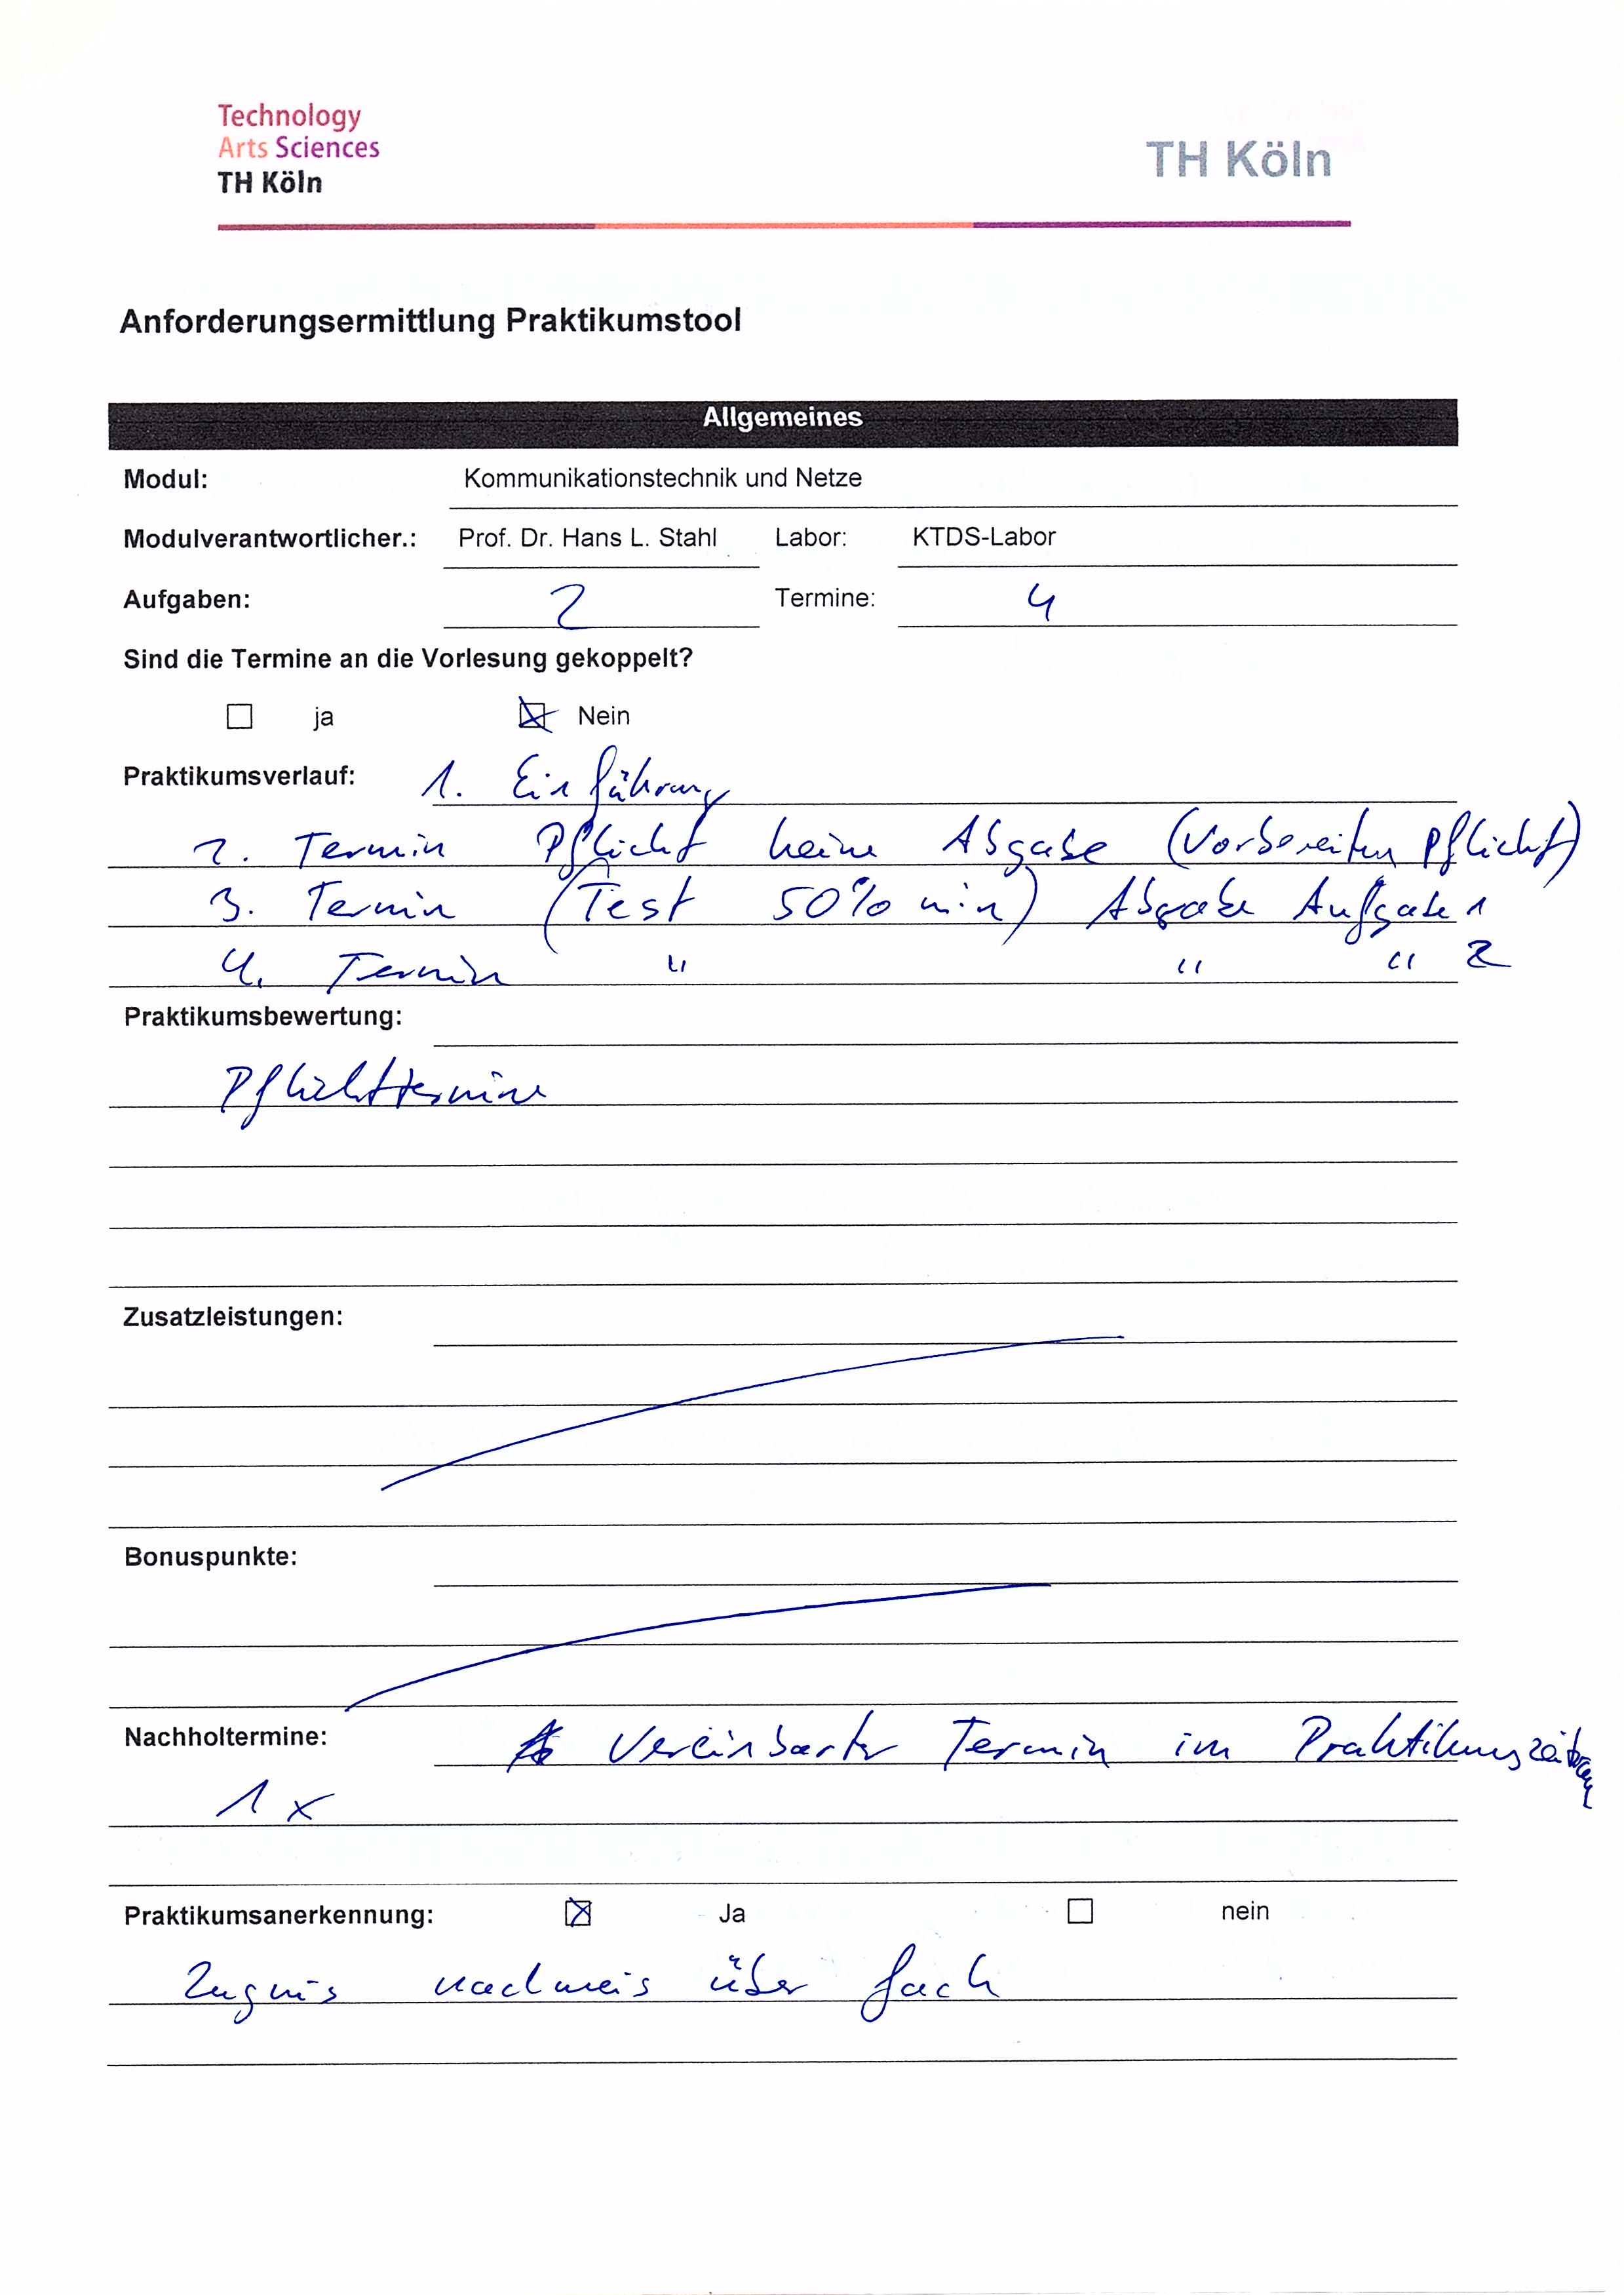 Technology
Arts Sciences
TH Köln
TH Köln
Anforderungsermittlung Praktikumstool
Allgemeines
Modul: Kommunikationstechnik und Netze
Modulverantwortlicher.: Prof. Dr. Hans L. Stahl Labor: KTDS-Labor
Aufgaben: 2 Termine: 4
Sind die Termine an die Vorlesung gekoppelt?
☐ ja ☒ Nein
Praktikumsverlauf: 1. Einführung
2. Termin Pflicht keine Abgabe (Vorbereiten Pflicht)
3. Termin (Test 50% min) Abgabe Aufgabe 1
4. Termin " " " 2
Praktikumsbewertung:
Pflichttermine
Zusatzleistungen:
Bonuspunkte:
Nachholtermine: Vereinbarter Termin im Praktikumszeitraum
1 x
Praktikumsanerkennung: ☒ Ja ☐ nein
Zugnis nachweis über fach